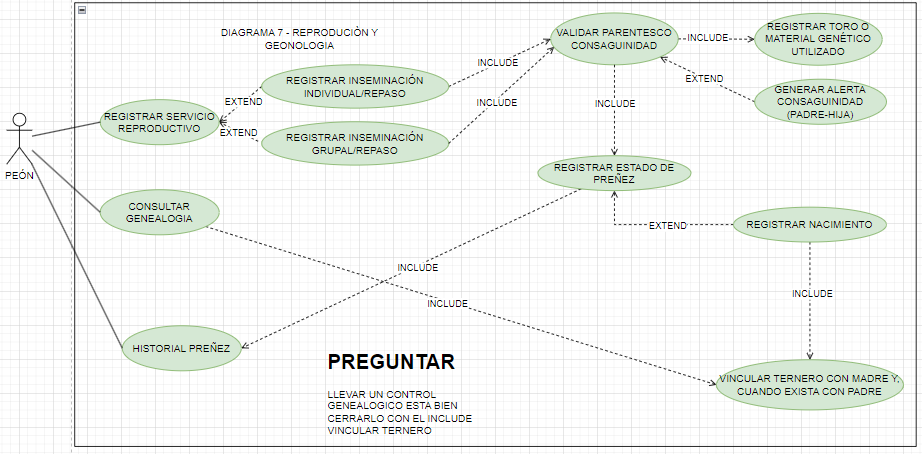 DIAGRAMA 7 - REPRODUCIÒN Y
GEONOLOGIA
VALIDAR PARENTESCO
CONSAGUINIDAD
INCLUDE
REGISTRAR TORO O
MATERIAL GENÉTICO
UTILIZADO
REGISTRAR INSEMINACIÓN
INDIVIDUAL/REPASO
INCLUDE
EXTEND
GENERAR ALERTA
CONSAGUINIDAD
(PADRE-HIJA)
EXTEND
INCLUDE
INCLUDE
REGISTRAR SERVICIO
REPRODUCTIVO
EXTEND
REGISTRAR INSEMINACIÓN
GRUPAL/REPASO
PEÓN
REGISTRAR ESTADO DE
PREÑEZ
CONSULTAR
GENEALOGIA
EXTEND
REGISTRAR NACIMIENTO
INCLUDE
INCLUDE
INCLUDE
HISTORIAL PREÑEZ
VINCULAR TERNERO CON MADRE Y,
CUANDO EXISTA CON PADRE
PREGUNTAR
LLEVAR UN CONTROL
GENEALOGICO ESTA BIEN
CERRARLO CON EL INCLUDE
VINCULAR TERNERO